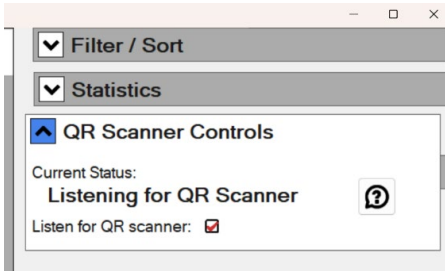 Filter / Sort
Statistics
QR Scanner Controls
Current Status:
Listening for QR Scanner
Listen for QR scanner: